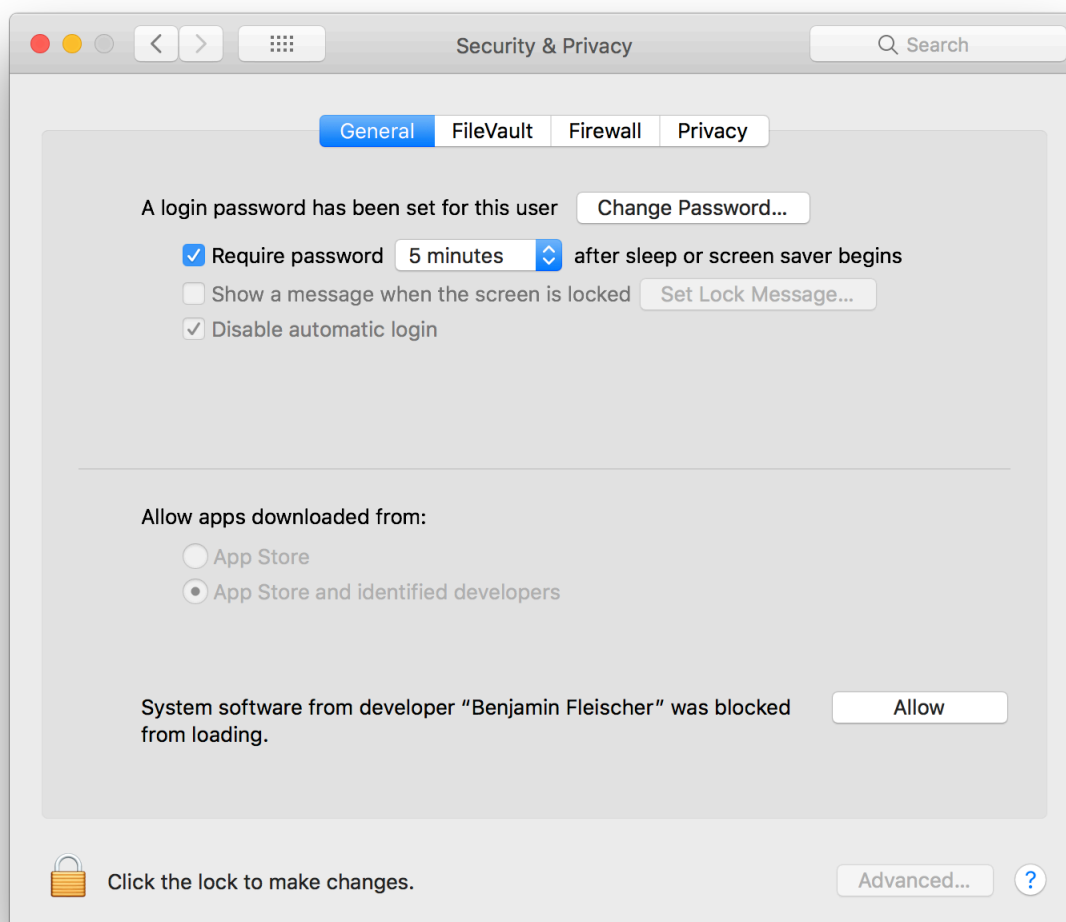 Security & Privacy
Search
General FileVault Firewall Privacy
A login password has been set for this user Change Password...
Require password 5 minutes after sleep or screen saver begins
Show a message when the screen is locked Set Lock Message...
Disable automatic login
Allow apps downloaded from:
App Store
App Store and identified developers
System software from developer “Benjamin Fleischer” was blocked Allow
from loading.
Click the lock to make changes. Advanced... ?